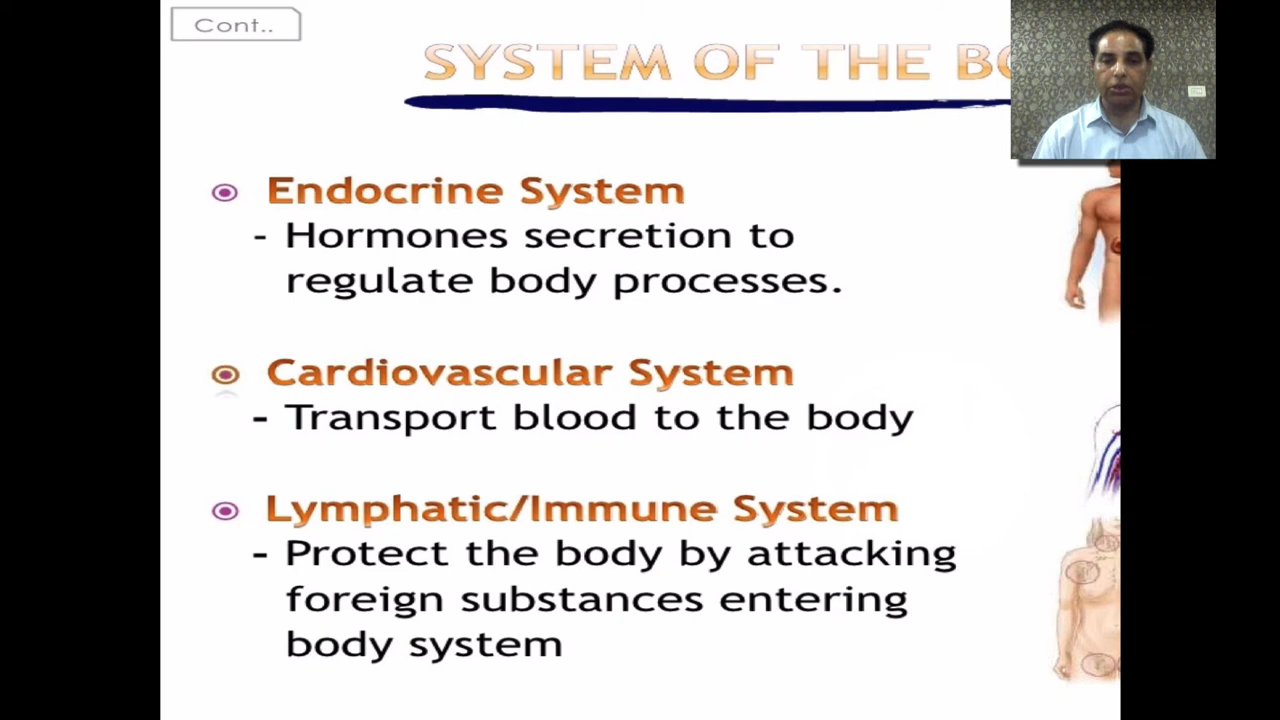 Cont..
SYSTEM OF THE
Endocrine System
- Hormones secretion to
regulate body processes.
Cardiovascular System
- Transport blood to the body
Lymphatic/Immune System
- Protect the body by attacking
foreign substances entering
body system